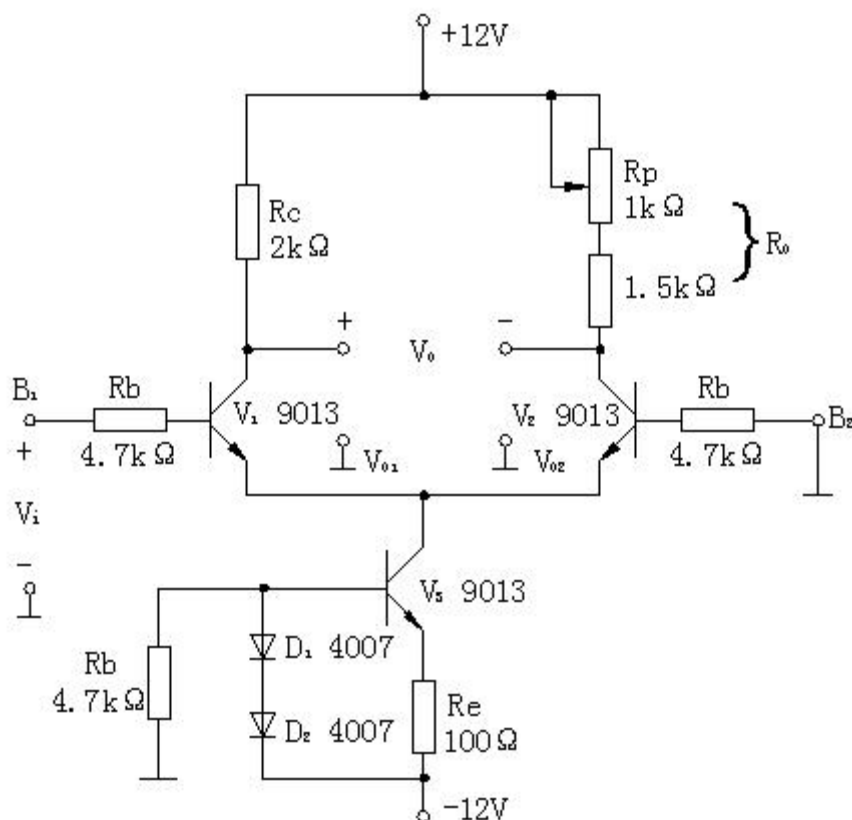 +12V
Rc
2kΩ
Rp
1kΩ
R₀
1.5kΩ
+
V₀
-
B₁
Rb
4.7kΩ
V₁ 9013
V₂ 9013
Rb
4.7kΩ
B₂
+
V₀₁
V₀₂
Vᵢ
-
V₅ 9013
Rb
4.7kΩ
D₁ 4007
D₂ 4007
Re
100Ω
-12V